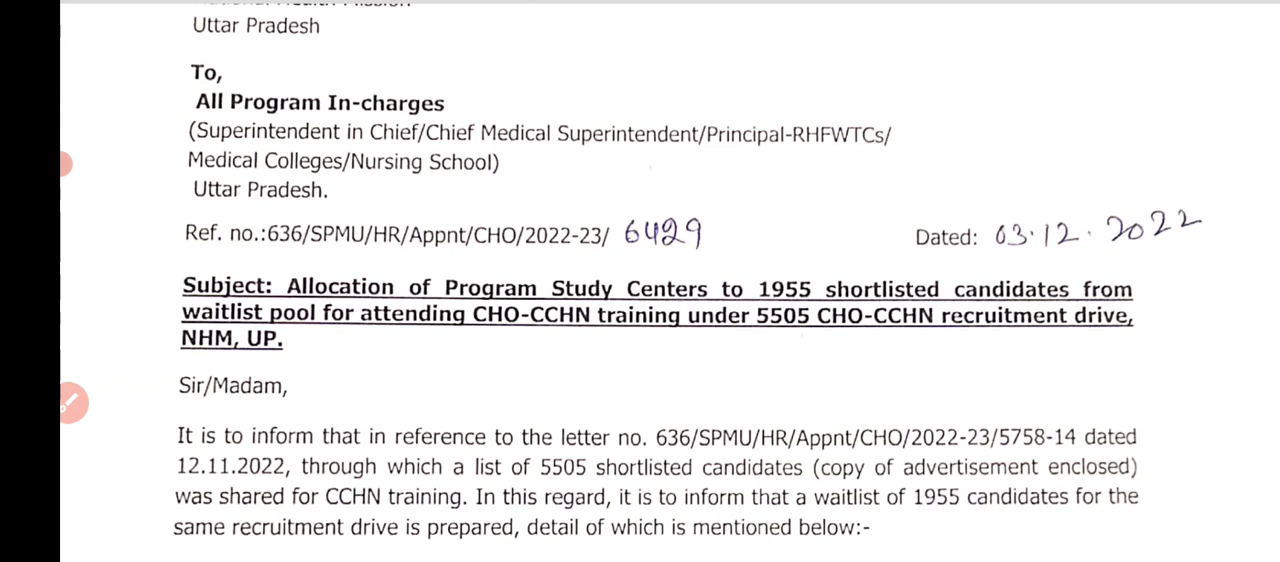 Uttar Pradesh
To,
All Program In-charges
(Superintendent in Chief/Chief Medical Superintendent/Principal-RHFWTCs/
Medical Colleges/Nursing School)
Uttar Pradesh.
Ref. no.:636/SPMU/HR/Appnt/CHO/2022-23/ 6429 Dated: 03.12.2022
Subject: Allocation of Program Study Centers to 1955 shortlisted candidates from
waitlist pool for attending CHO-CCHN training under 5505 CHO-CCHN recruitment drive,
NHM, UP.
Sir/Madam,
It is to inform that in reference to the letter no. 636/SPMU/HR/Appnt/CHO/2022-23/5758-14 dated
12.11.2022, through which a list of 5505 shortlisted candidates (copy of advertisement enclosed)
was shared for CCHN training. In this regard, it is to inform that a waitlist of 1955 candidates for the
same recruitment drive is prepared, detail of which is mentioned below:-